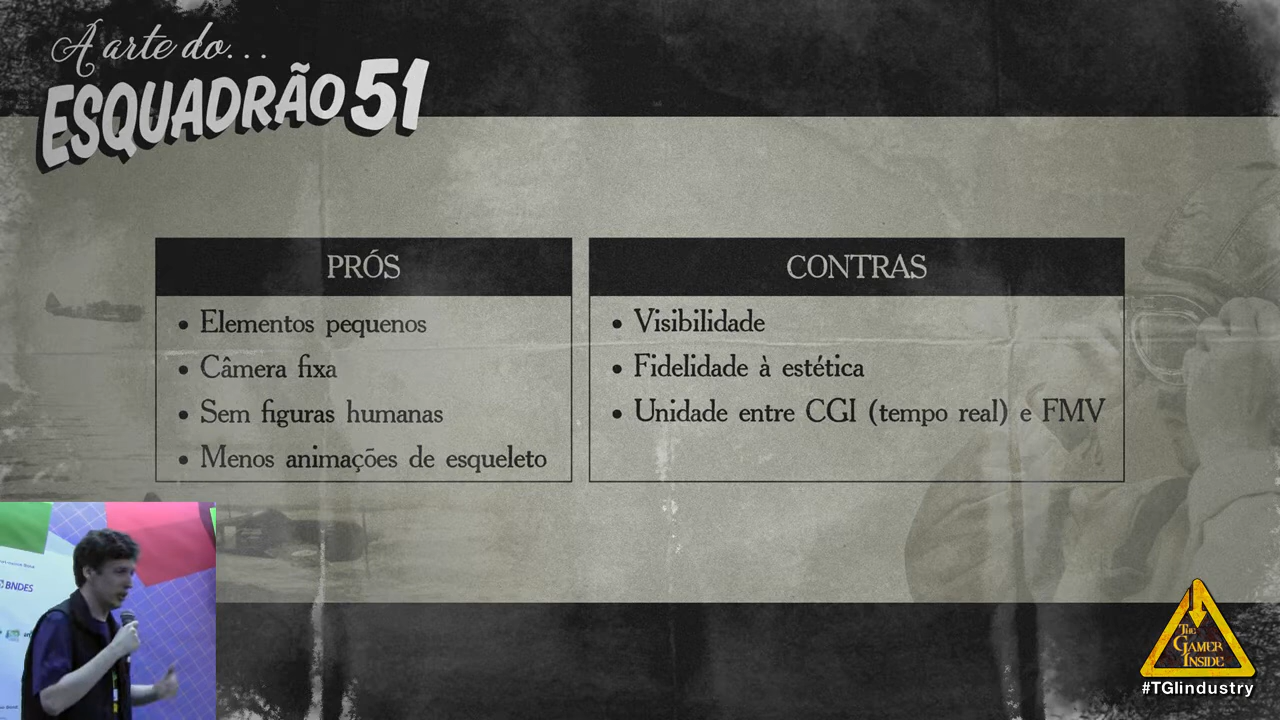 A arte do...
ESQUADRÃO 51
PRÓS
• Elementos pequenos
• Câmera fixa
• Sem figuras humanas
• Menos animações de esqueleto
CONTRAS
• Visibilidade
• Fidelidade à estética
• Unidade entre CGI (tempo real) e FMV
BNDES
THE
GAMER
INSIDE
#TGIindustry